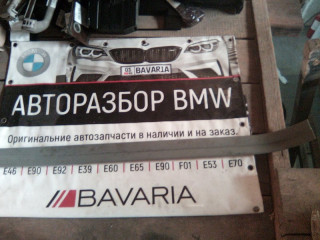 BAVARIA
АВТОРАЗБОР BMW
Оригинальные автозапчасти в наличии и на заказ.
E46 | E90 | E92 | E39 | E60 | E65 | E90 | F01 | E53 | E70
BAVARIA